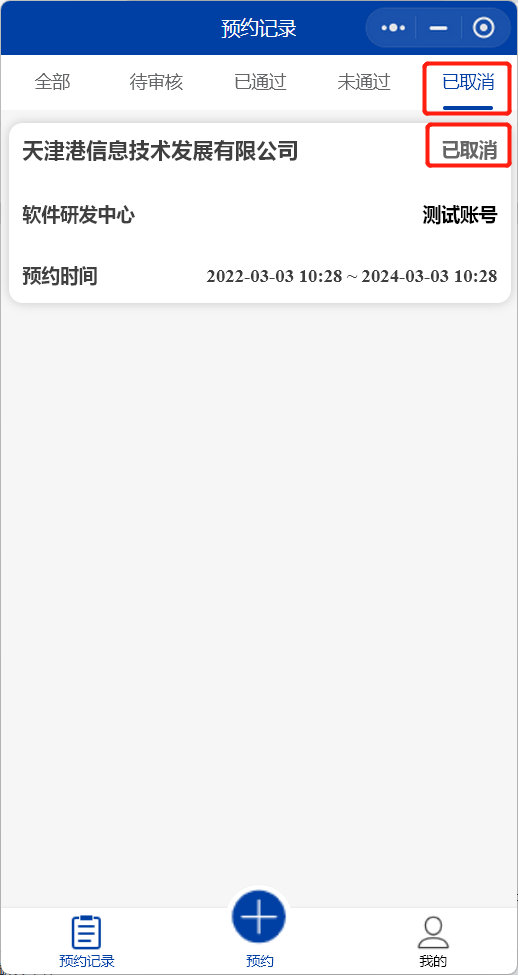 预约记录
全部 待审核 已通过 未通过 已取消
天津港信息技术发展有限公司 已取消
软件研发中心 测试账号
预约时间 2022-03-03 10:28 ~ 2024-03-03 10:28
预约记录 预约 我的